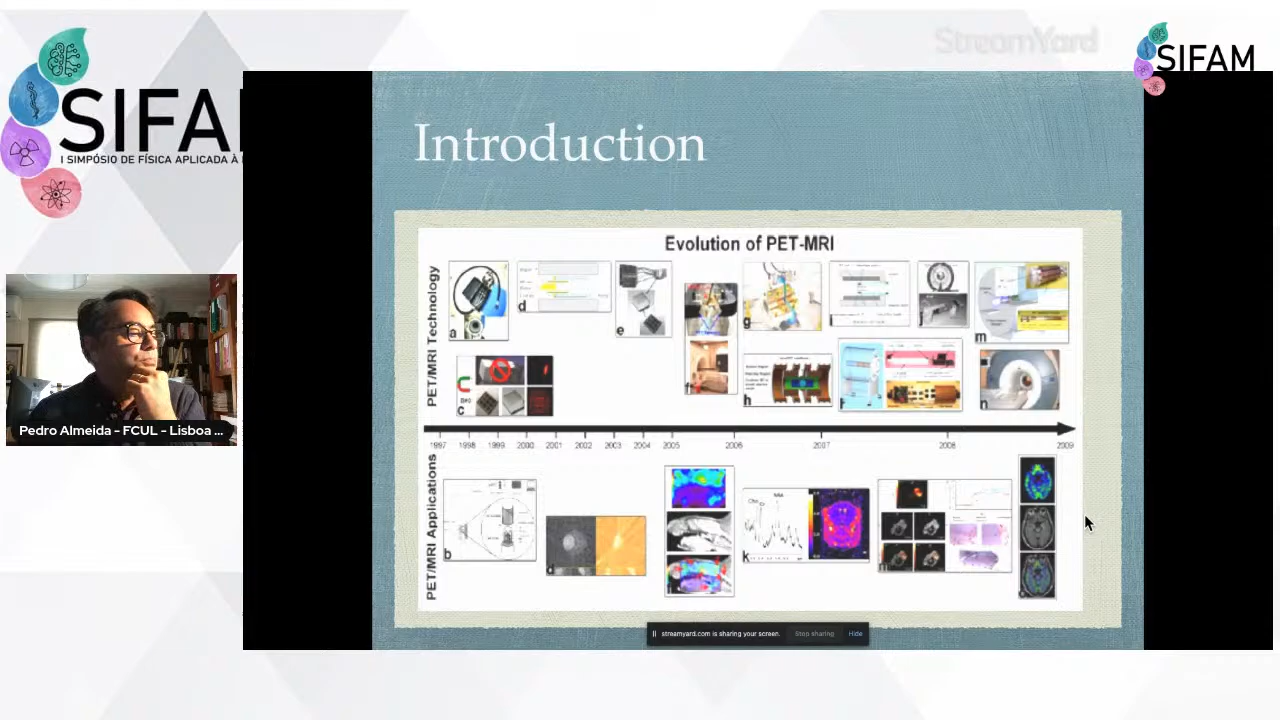 StreamYard
SIFAM
SIFA
I SIMPÓSIO DE FÍSICA APLICADA À
Introduction
Evolution of PET-MRI
PET/MRI Technology
a
d
e
g
m
c
h
n
1997 1998 1999 2000 2001 2002 2003 2004 2005 2006 2007 2008 2009
PET/MRI Applications
b
k
Pedro Almeida - FCUL - Lisboa ...
streamyard.com is sharing your screen.
Stop sharing
Hide